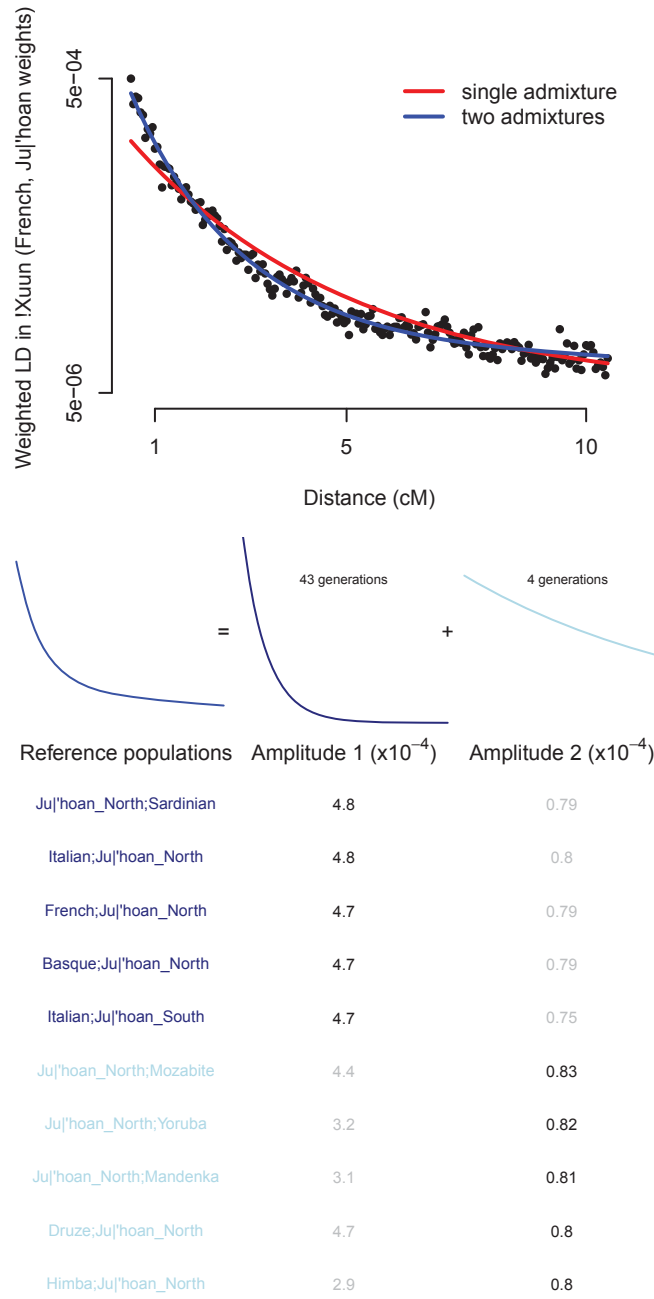 Weighted LD in !Xuun (French, Ju|'hoan weights)
5e−04
5e−06
single admixture
two admixtures
1 5 10
Distance (cM)
43 generations
4 generations
= +
Reference populations Amplitude 1 (x10−4) Amplitude 2 (x10−4)
Ju|'hoan_North;Sardinian 4.8 0.79
Italian;Ju|'hoan_North 4.8 0.8
French;Ju|'hoan_North 4.7 0.79
Basque;Ju|'hoan_North 4.7 0.79
Italian;Ju|'hoan_South 4.7 0.75
Ju|'hoan_North;Mozabite 4.4 0.83
Ju|'hoan_North;Yoruba 3.2 0.82
Ju|'hoan_North;Mandenka 3.1 0.81
Druze;Ju|'hoan_North 4.7 0.8
Himba;Ju|'hoan_North 2.9 0.8